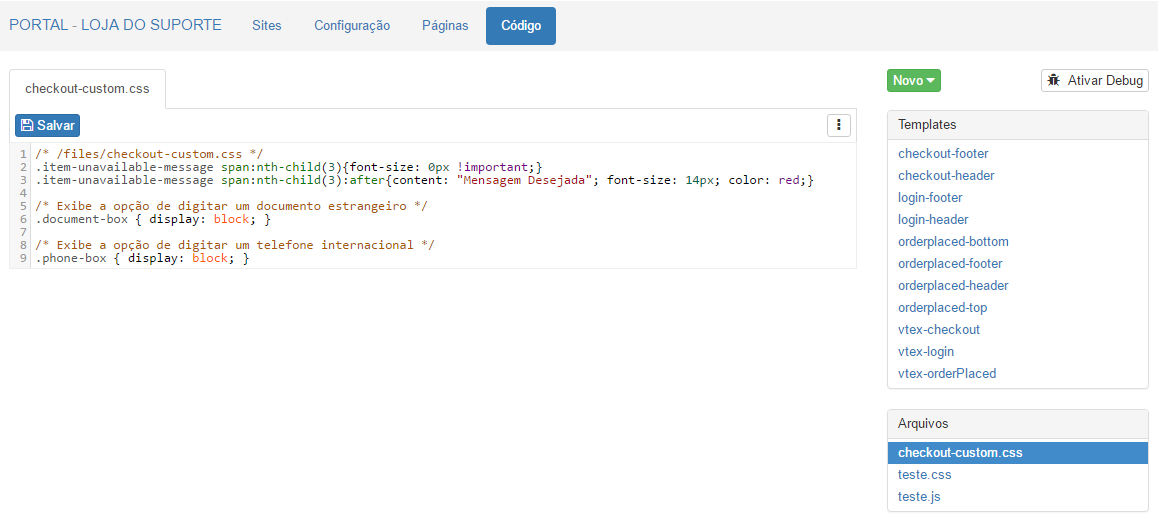 PORTAL - LOJA DO SUPORTE Sites Configuração Páginas Código
checkout-custom.css
Salvar
1 /* /files/checkout-custom.css */
2 .item-unavailable-message span:nth-child(3){font-size: 0px !important;}
3 .item-unavailable-message span:nth-child(3):after{content: "Mensagem Desejada"; font-size: 14px; color: red;}
4
5 /* Exibe a opção de digitar um documento estrangeiro */
6 .document-box { display: block; }
7
8 /* Exibe a opção de digitar um telefone internacional */
9 .phone-box { display: block; }
Novo Ativar Debug
Templates
checkout-footer
checkout-header
login-footer
login-header
orderplaced-bottom
orderplaced-footer
orderplaced-header
orderplaced-top
vtex-checkout
vtex-login
vtex-orderPlaced
Arquivos
checkout-custom.css
teste.css
teste.js